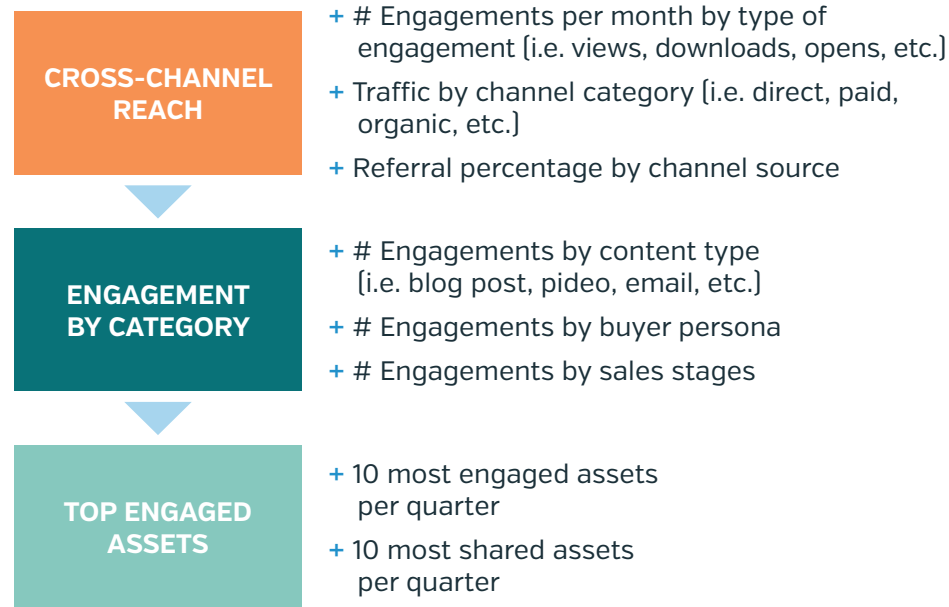 CROSS-CHANNEL
REACH
+ # Engagements per month by type of
engagement (i.e. views, downloads, opens, etc.)
+ Traffic by channel category (i.e. direct, paid,
organic, etc.)
+ Referral percentage by channel source
ENGAGEMENT
BY CATEGORY
+ # Engagements by content type
(i.e. blog post, pideo, email, etc.)
+ # Engagements by buyer persona
+ # Engagements by sales stages
TOP ENGAGED
ASSETS
+ 10 most engaged assets
per quarter
+ 10 most shared assets
per quarter